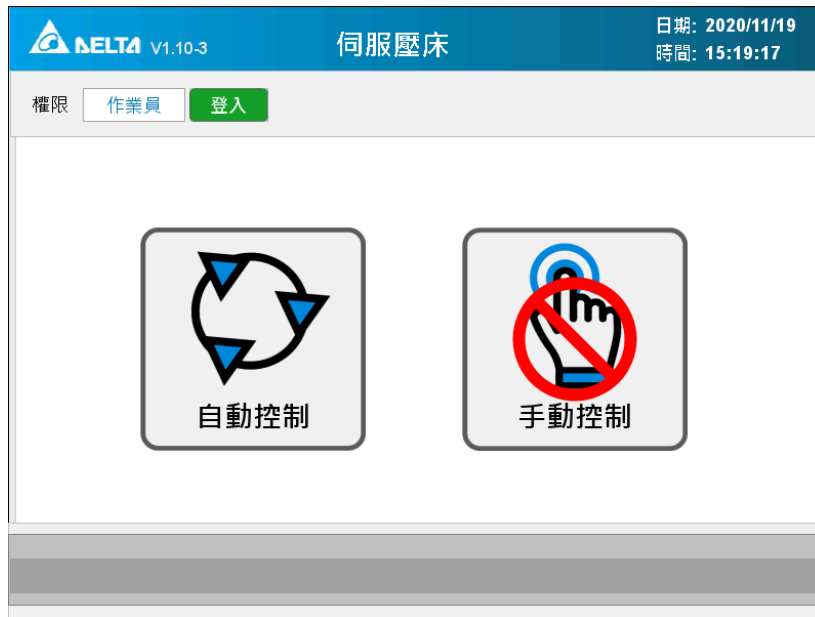 DELTA V1.10-3
伺服壓床
日期: 2020/11/19
時間: 15:19:17
權限 作業員 登入
自動控制
手動控制